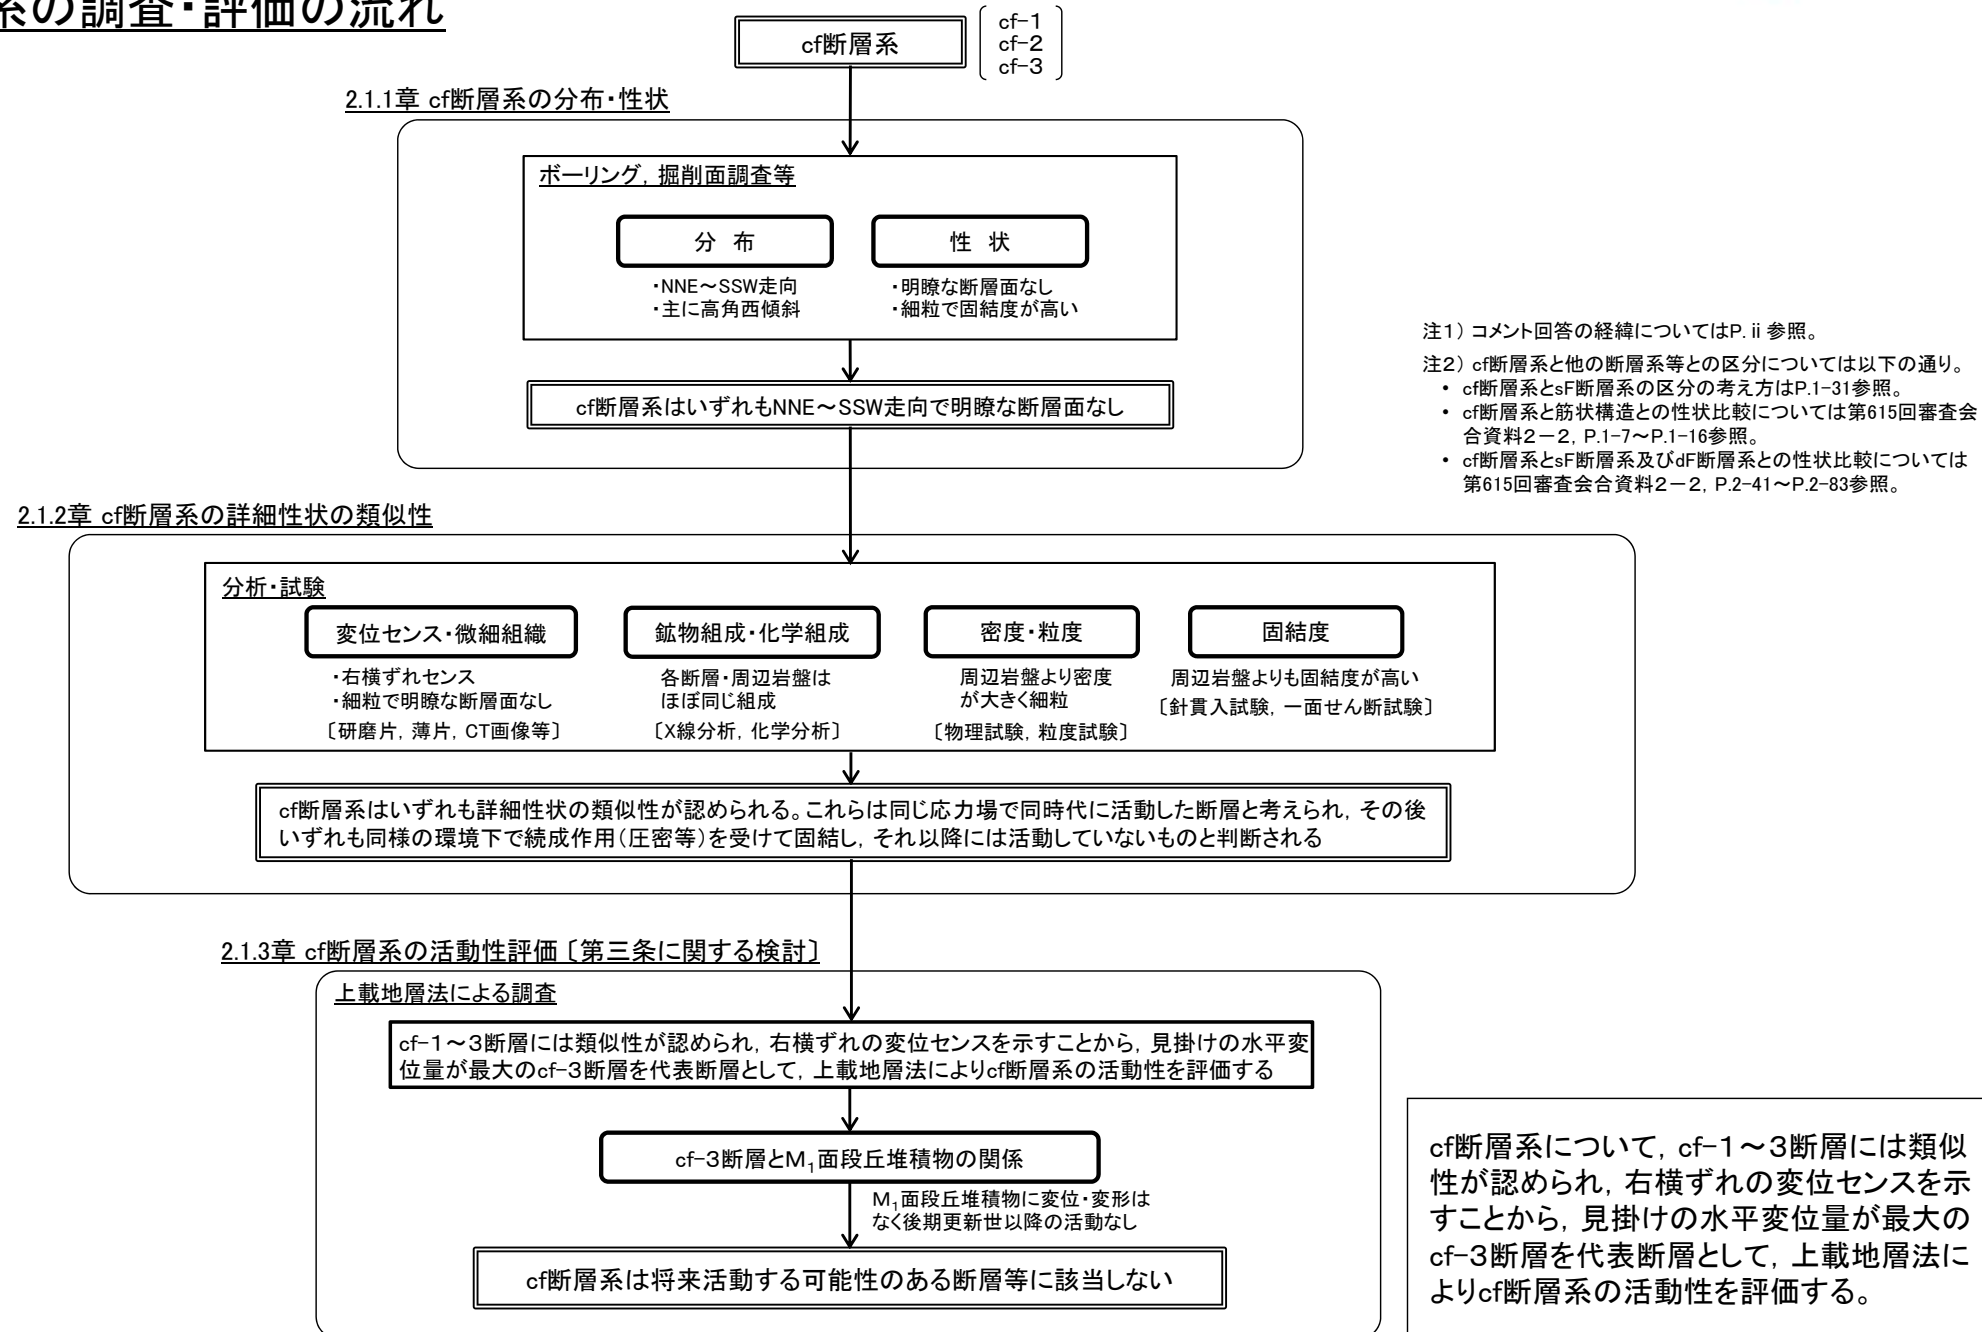 系の調査・評価の流れ
cf断層系
cf-1
cf-2
cf-3
2.1.1章 cf断層系の分布・性状
ボーリング，掘削面調査等
分 布
性 状
・NNE～SSW走向
・主に高角西傾斜
・明瞭な断層面なし
・細粒で固結度が高い
cf断層系はいずれもNNE～SSW走向で明瞭な断層面なし
注１）コメント回答の経緯についてはP.ⅱ参照。
注２）cf断層系と他の断層系等との区分については以下の通り。
• cf断層系とsF断層系の区分の考え方はP.1-31参照。
• cf断層系と筋状構造との性状比較については第615回審査会
合資料２－２，P.1-7～P.1-16参照。
• cf断層系とsF断層系及びdF断層系との性状比較については
第615回審査会合資料２－２，P.2-41～P.2-83参照。
2.1.2章 cf断層系の詳細性状の類似性
分析・試験
変位センス・微細組織
・右横ずれセンス
・細粒で明瞭な断層面なし
〔研磨片，薄片，CT画像等〕
鉱物組成・化学組成
各断層・周辺岩盤は
ほぼ同じ組成
〔X線分析，化学分析〕
密度・粒度
周辺岩盤より密度
が大きく細粒
〔物理試験，粒度試験〕
固結度
周辺岩盤よりも固結度が高い
〔針貫入試験，一面せん断試験〕
cf断層系はいずれも詳細性状の類似性が認められる。これらは同じ応力場で同時代に活動した断層と考えられ，その後
いずれも同様の環境下で続成作用（圧密等）を受けて固結し，それ以降には活動していないものと判断される
2.1.3章 cf断層系の活動性評価〔第三条に関する検討〕
上載地層法による調査
cf-１～３断層には類似性が認められ，右横ずれの変位センスを示すことから，見掛けの水平変
位量が最大のcf-３断層を代表断層として，上載地層法によりcf断層系の活動性を評価する
cf-３断層とM₁面段丘堆積物の関係
M₁面段丘堆積物に変位・変形は
なく後期更新世以降の活動なし
cf断層系は将来活動する可能性のある断層等に該当しない
cf断層系について，cf-１～３断層には類似
性が認められ，右横ずれの変位センスを示
すことから，見掛けの水平変位量が最大の
cf-３断層を代表断層として，上載地層法に
よりcf断層系の活動性を評価する。